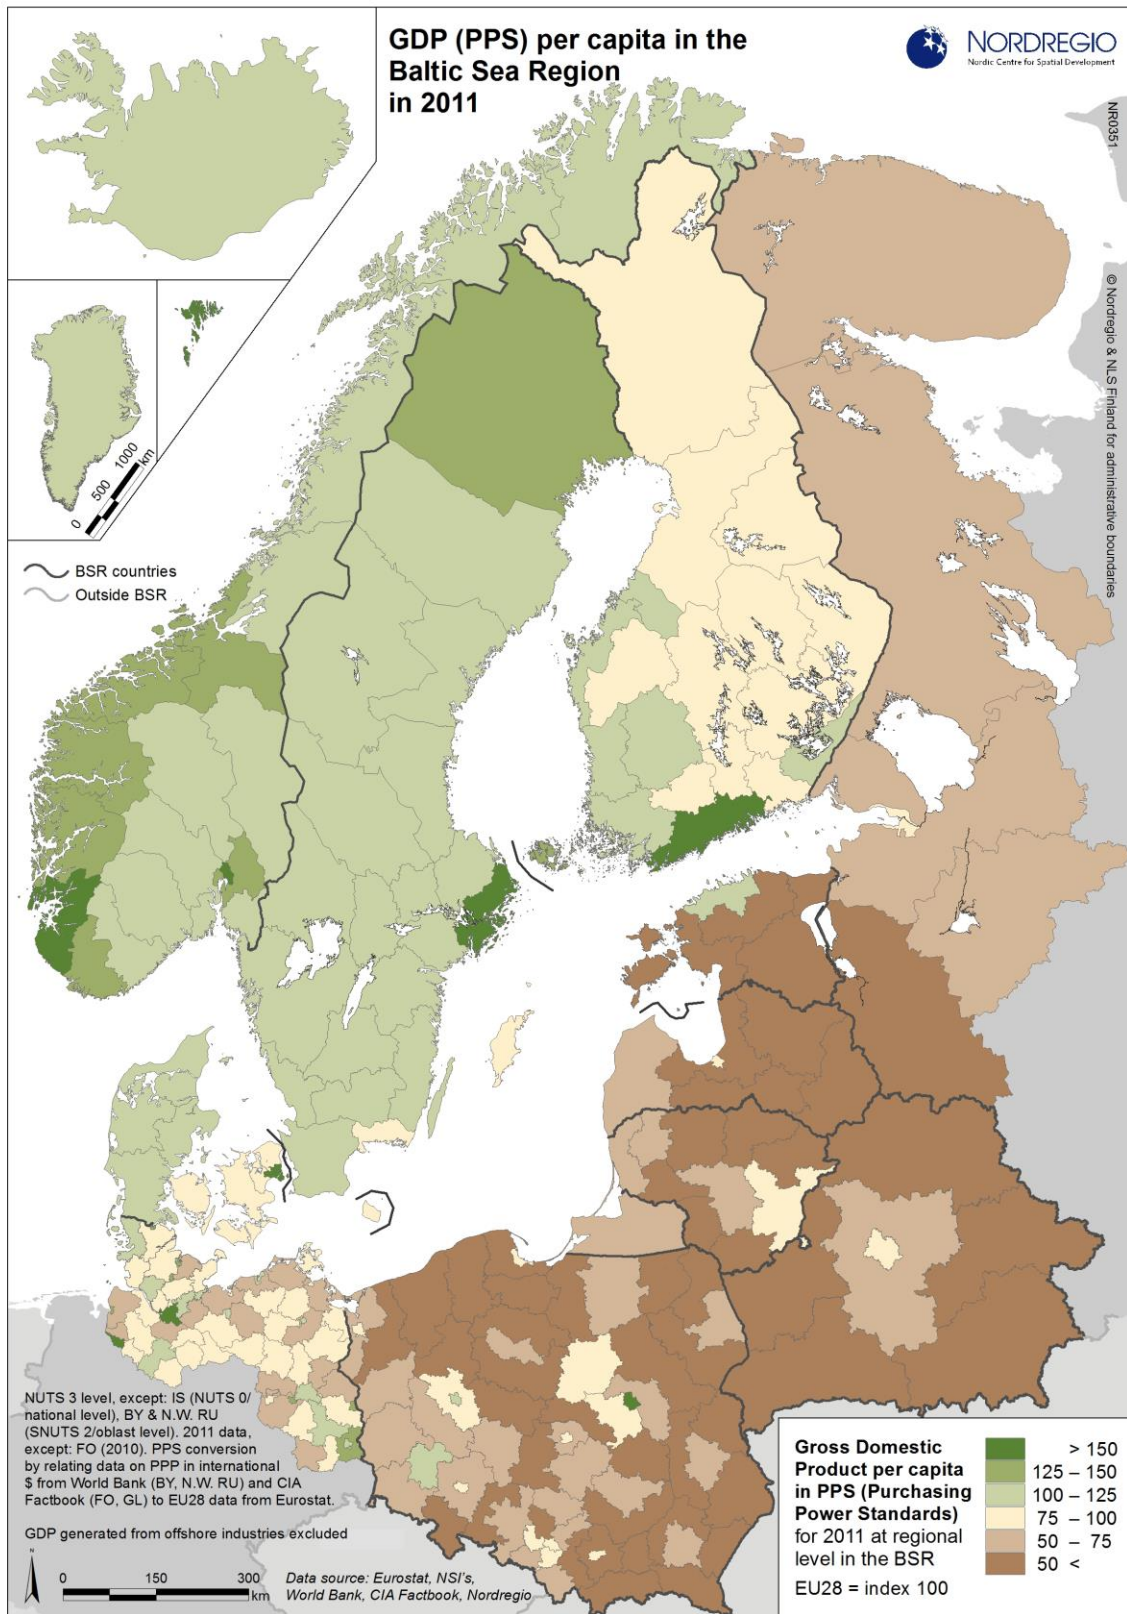 GDP (PPS) per capita in the
Baltic Sea Region
in 2011
NORDREGIO
Nordic Centre for Spatial Development
NR0351
© Nordregio & NLS Finland for administrative boundaries
0 500 1000
km
BSR countries
Outside BSR
NUTS 3 level, except: IS (NUTS 0/
national level), BY & N.W. RU
(SNUTS 2/oblast level). 2011 data,
except: FO (2010). PPS conversion
by relating data on PPP in international
$ from World Bank (BY, N.W. RU) and CIA
Factbook (FO, GL) to EU28 data from Eurostat.
GDP generated from offshore industries excluded
N
0 150 300
km
Data source: Eurostat, NSI's,
World Bank, CIA Factbook, Nordregio
Gross Domestic
Product per capita
in PPS (Purchasing
Power Standards)
for 2011 at regional
level in the BSR
EU28 = index 100
> 150
125 – 150
100 – 125
75 – 100
50 – 75
50 <